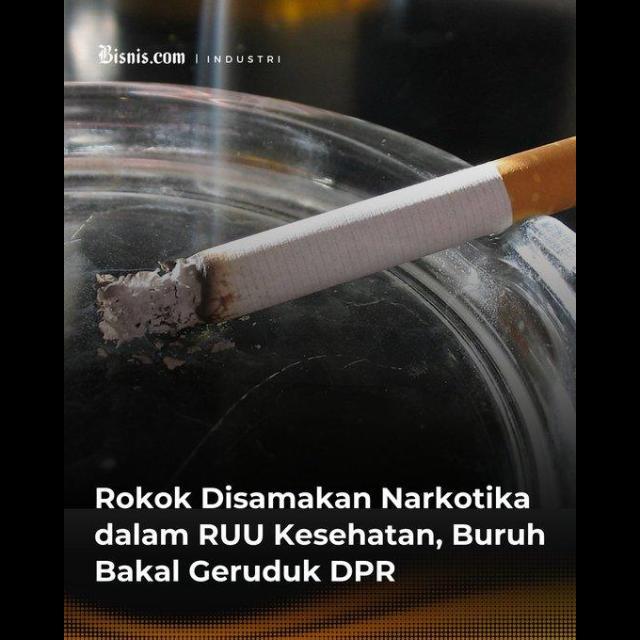 Bisnis.com | INDUSTRI
Rokok Disamakan Narkotika
dalam RUU Kesehatan, Buruh
Bakal Geruduk DPR